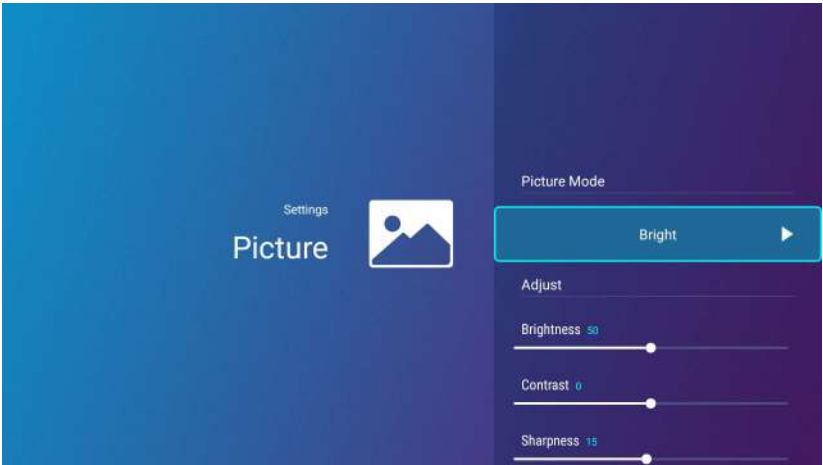 Settings
Picture
Picture Mode
Bright
Adjust
Brightness 50
Contrast 0
Sharpness 15